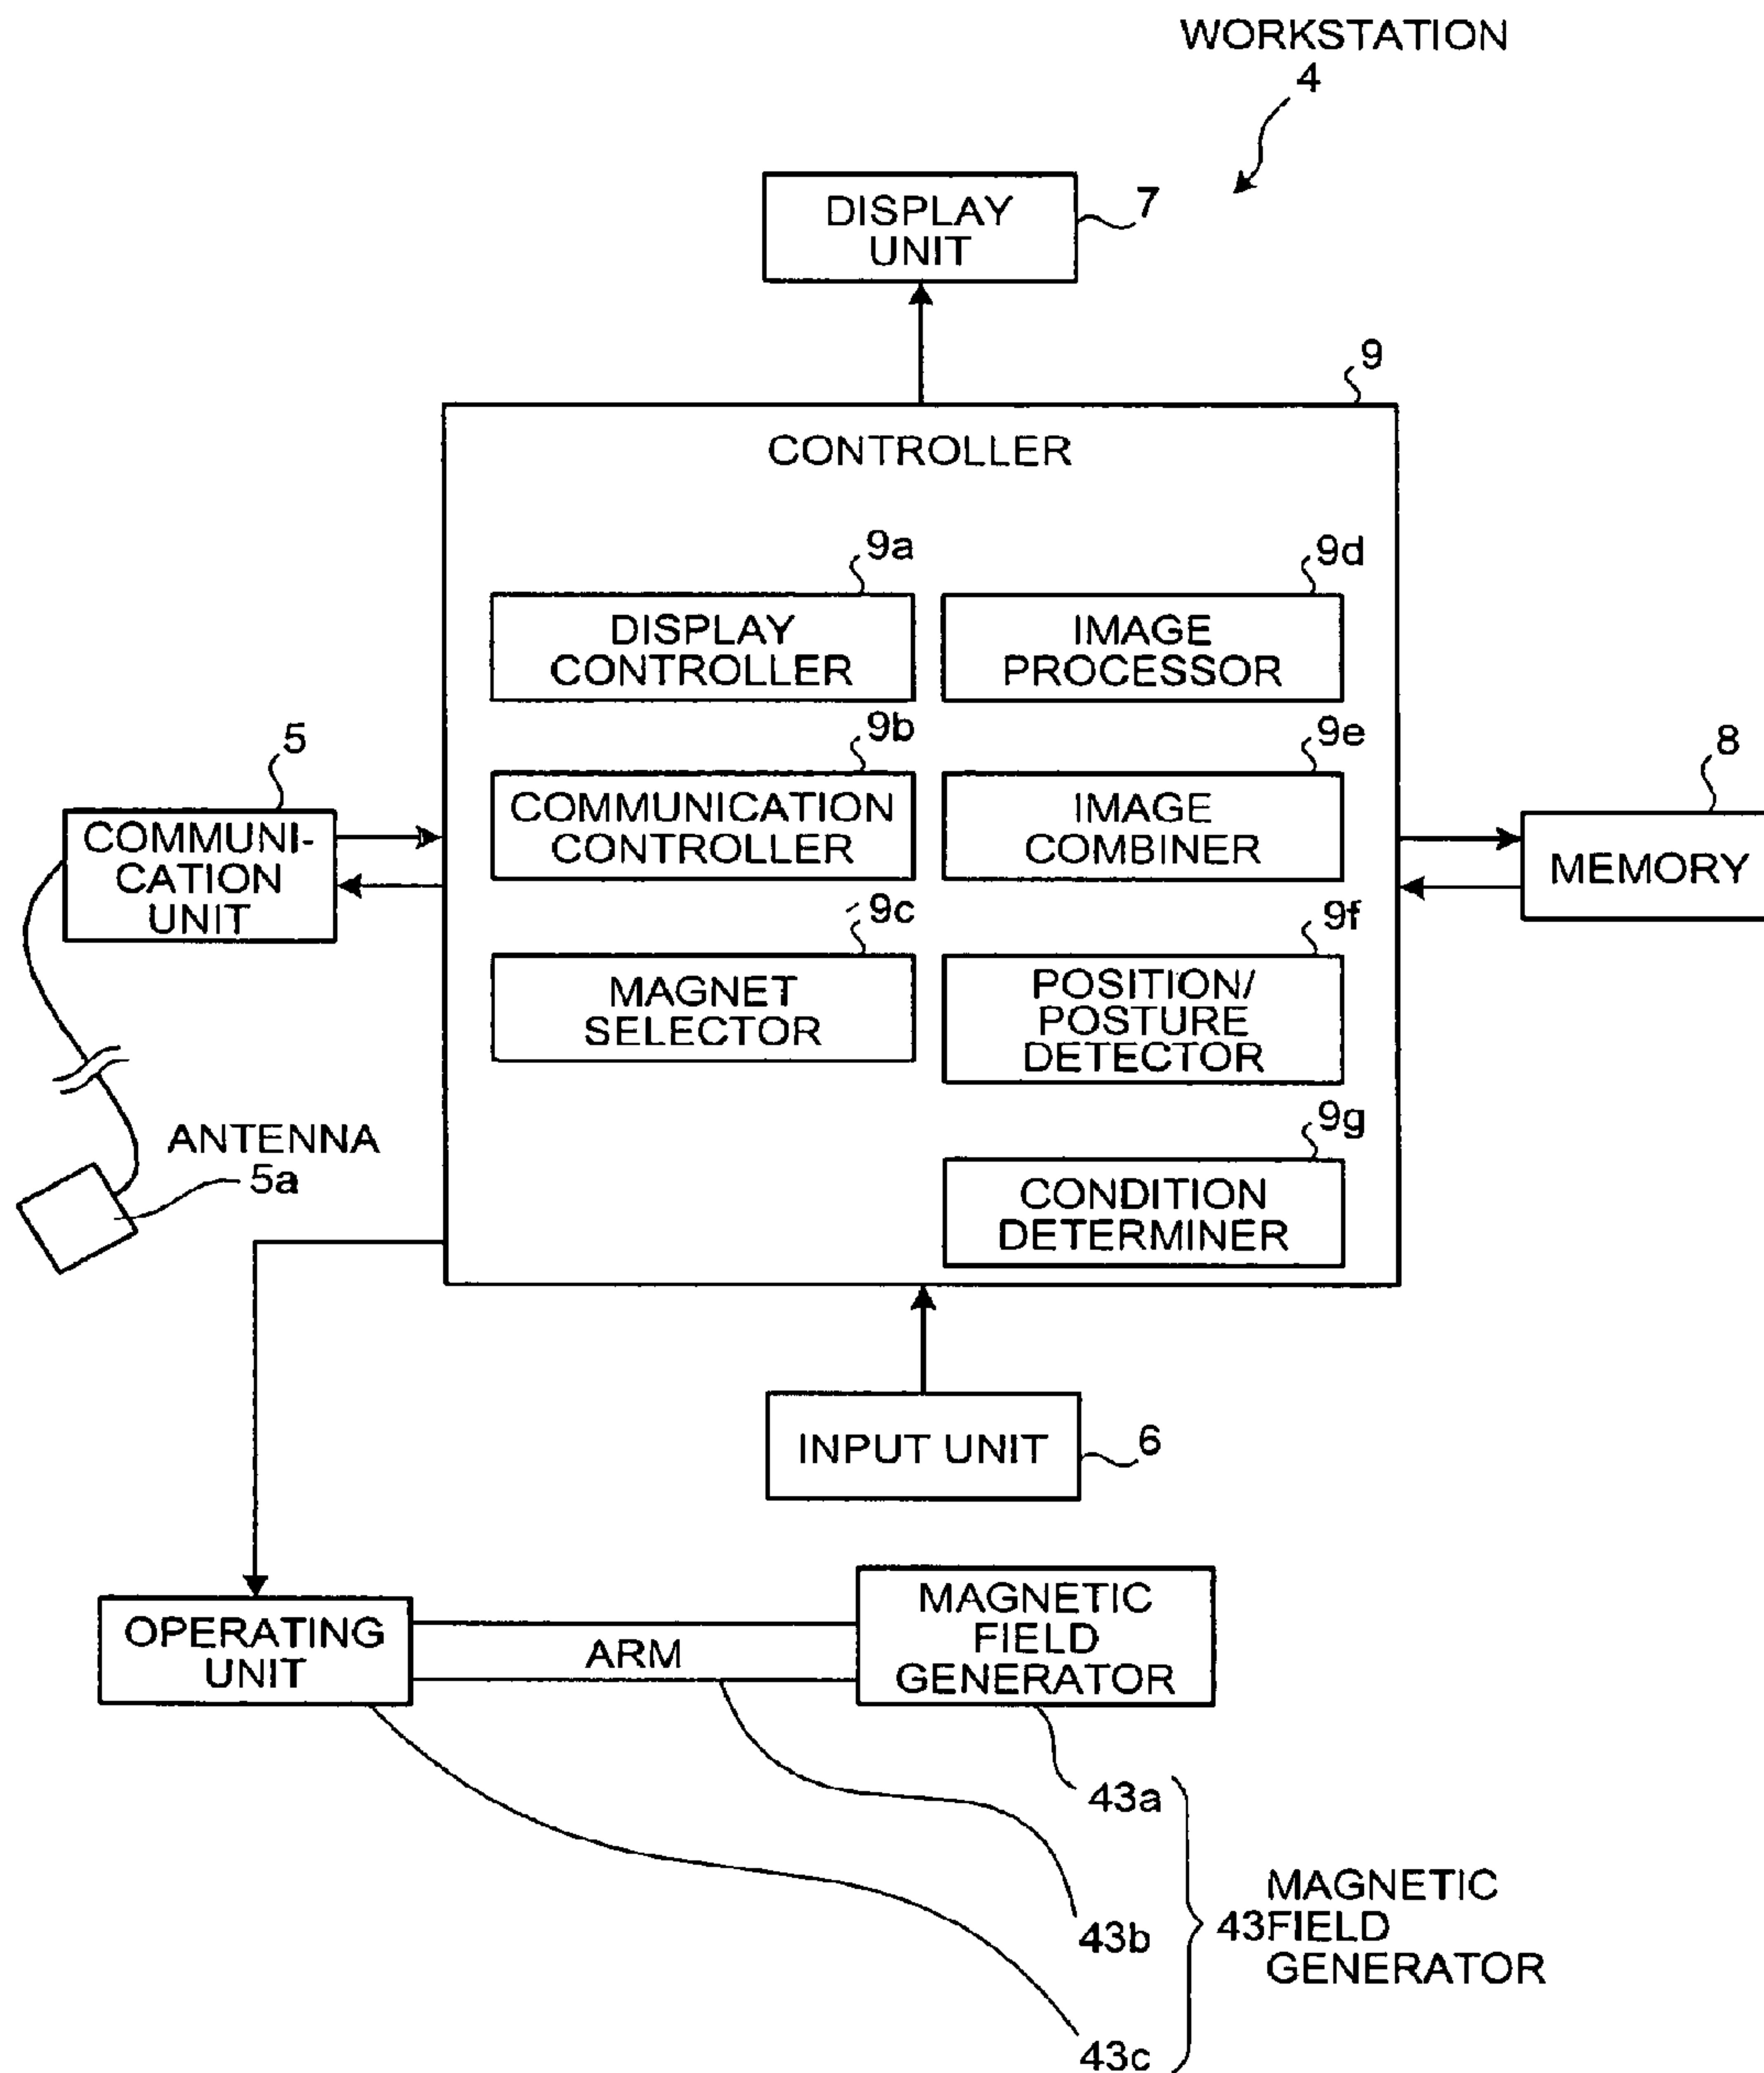 WORKSTATION
4
DISPLAY
UNIT
7
9
CONTROLLER
9a
DISPLAY
CONTROLLER
9d
IMAGE
PROCESSOR
9b
COMMUNICATION
CONTROLLER
9e
IMAGE
COMBINER
5
COMMUNI-
CATION
UNIT
8
MEMORY
9c
MAGNET
SELECTOR
9f
POSITION/
POSTURE
DETECTOR
ANTENNA
5a
9g
CONDITION
DETERMINER
INPUT UNIT
6
OPERATING
UNIT
ARM
MAGNETIC
FIELD
GENERATOR
43a
43b
43c
MAGNETIC
43FIELD
GENERATOR